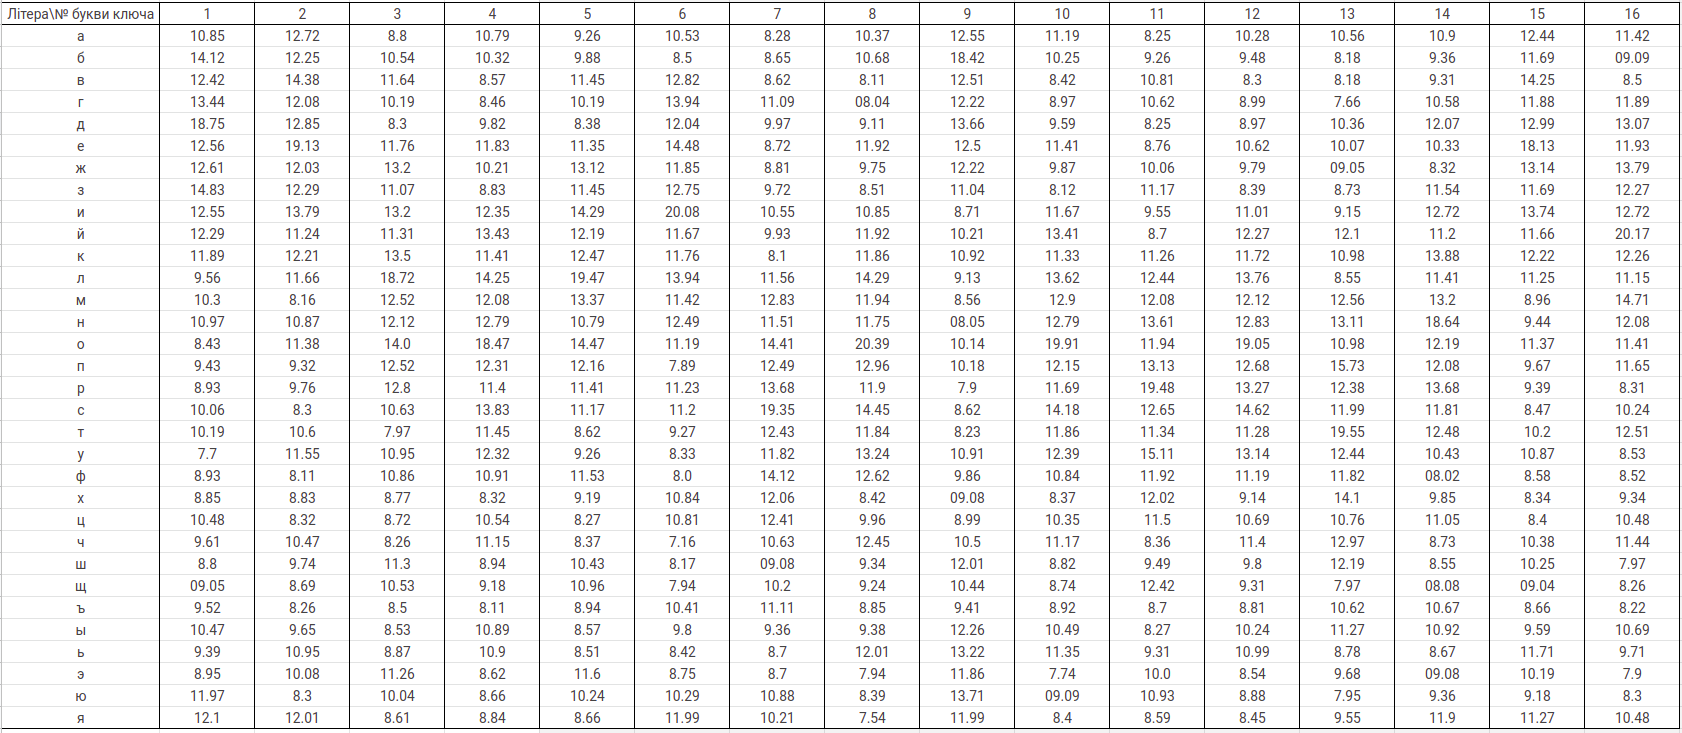 Літера\№ букви ключа 1 2 3 4 5 6 7 8 9 10 11 12 13 14 15 16
а 10.85 12.72 8.8 10.79 9.26 10.53 8.28 10.37 12.55 11.19 8.25 10.28 10.56 10.9 12.44 11.42
б 14.12 12.25 10.54 10.32 9.88 8.5 8.65 10.68 18.42 10.25 9.26 9.48 8.18 9.36 11.69 09.09
в 12.42 14.38 11.64 8.57 11.45 12.82 8.62 8.11 12.51 8.42 10.81 8.3 8.18 9.31 14.25 8.5
г 13.44 12.08 10.19 8.46 10.19 13.94 11.09 08.04 12.22 8.97 10.62 8.99 7.66 10.58 11.88 11.89
д 18.75 12.85 8.3 9.82 8.38 12.04 9.97 9.11 13.66 9.59 8.25 8.97 10.36 12.07 12.99 13.07
е 12.56 19.13 11.76 11.83 11.35 14.48 8.72 11.92 12.5 11.41 8.76 10.62 10.07 10.33 18.13 11.93
ж 12.61 12.03 13.2 10.21 13.12 11.85 8.81 9.75 12.22 9.87 10.06 9.79 09.05 8.32 13.14 13.79
з 14.83 12.29 11.07 8.83 11.45 12.75 9.72 8.51 11.04 8.12 11.17 8.39 8.73 11.54 11.69 12.27
и 12.55 13.79 13.2 12.35 14.29 20.08 10.55 10.85 8.71 11.67 9.55 11.01 9.15 12.72 13.74 12.72
й 12.29 11.24 11.31 13.43 12.19 11.67 9.93 11.92 10.21 13.41 8.7 12.27 12.1 11.2 11.66 20.17
к 11.89 12.21 13.5 11.41 12.47 11.76 8.1 11.86 10.92 11.33 11.26 11.72 10.98 13.88 12.22 12.26
л 9.56 11.66 18.72 14.25 19.47 13.94 11.56 14.29 9.13 13.62 12.44 13.76 8.55 11.41 11.25 11.15
м 10.3 8.16 12.52 12.08 13.37 11.42 12.83 11.94 8.56 12.9 12.08 12.12 12.56 13.2 8.96 14.71
н 10.97 10.87 12.12 12.79 10.79 12.49 11.51 11.75 08.05 12.79 13.61 12.83 13.11 18.64 9.44 12.08
о 8.43 11.38 14.0 18.47 14.47 11.19 14.41 20.39 10.14 19.91 11.94 19.05 10.98 12.19 11.37 11.41
п 9.43 9.32 12.52 12.31 12.16 7.89 12.49 12.96 10.18 12.15 13.13 12.68 15.73 12.08 9.67 11.65
р 8.93 9.76 12.8 11.4 11.41 11.23 13.68 11.9 7.9 11.69 19.48 13.27 12.38 13.68 9.39 8.31
с 10.06 8.3 10.63 13.83 11.17 11.2 19.35 14.45 8.62 14.18 12.65 14.62 11.99 11.81 8.47 10.24
т 10.19 10.6 7.97 11.45 8.62 9.27 12.43 11.84 8.23 11.86 11.34 11.28 19.55 12.48 10.2 12.51
у 7.7 11.55 10.95 12.32 9.26 8.33 11.82 13.24 10.91 12.39 15.11 13.14 12.44 10.43 10.87 8.53
ф 8.93 8.11 10.86 10.91 11.53 8.0 14.12 12.62 9.86 10.84 11.92 11.19 11.82 08.02 8.58 8.52
х 8.85 8.83 8.77 8.32 9.19 10.84 12.06 8.42 09.08 8.37 12.02 9.14 14.1 9.85 8.34 9.34
ц 10.48 8.32 8.72 10.54 8.27 10.81 12.41 9.96 8.99 10.35 11.5 10.69 10.76 11.05 8.4 10.48
ч 9.61 10.47 8.26 11.15 8.37 7.16 10.63 12.45 10.5 11.17 8.36 11.4 12.97 8.73 10.38 11.44
ш 8.8 9.74 11.3 8.94 10.43 8.17 09.08 9.34 12.01 8.82 9.49 9.8 12.19 8.55 10.25 7.97
щ 09.05 8.69 10.53 9.18 10.96 7.94 10.2 9.24 10.44 8.74 12.42 9.31 7.97 08.08 09.04 8.26
ъ 9.52 8.26 8.5 8.11 8.94 10.41 11.11 8.85 9.41 8.92 8.7 8.81 10.62 10.67 8.66 8.22
ы 10.47 9.65 8.53 10.89 8.57 9.8 9.36 9.38 12.26 10.49 8.27 10.24 11.27 10.92 9.59 10.69
ь 9.39 10.95 8.87 10.9 8.51 8.42 8.7 12.01 13.22 11.35 9.31 10.99 8.78 8.67 11.71 9.71
э 8.95 10.08 11.26 8.62 11.6 8.75 8.7 7.94 11.86 7.74 10.0 8.54 9.68 09.08 10.19 7.9
ю 11.97 8.3 10.04 8.66 10.24 10.29 10.88 8.39 13.71 09.09 10.93 8.88 7.95 9.36 9.18 8.3
я 12.1 12.01 8.61 8.84 8.66 11.99 10.21 7.54 11.99 8.4 8.59 8.45 9.55 11.9 11.27 10.48